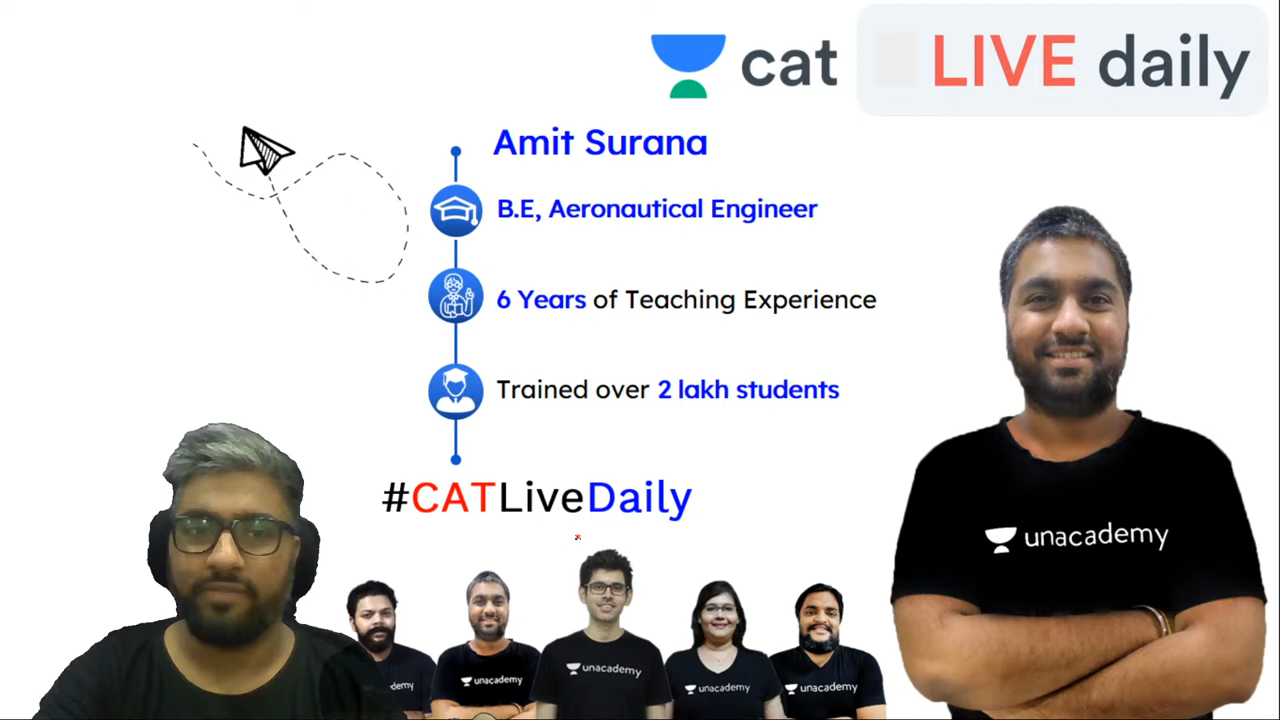 cat LIVE daily
Amit Surana
B.E, Aeronautical Engineer
6 Years of Teaching Experience
Trained over 2 lakh students
#CATLiveDaily
unacademy
demy
unacademy
unacademy
unacademy
unacademy